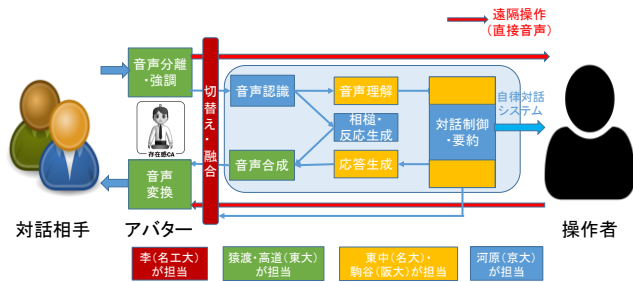 遠隔操作
（直接音声）
音声分離
・強調
切替え・融合
音声認識
音声理解
相槌・
反応生成
対話制御
・要約
自律対話
システム
存在感CA
音声
変換
音声合成
応答生成
対話相手
アバター
操作者
李（名工大）
が担当
猿渡・高道（東大）
が担当
東中（名大）・
駒谷（阪大）が担当
河原（京大）
が担当